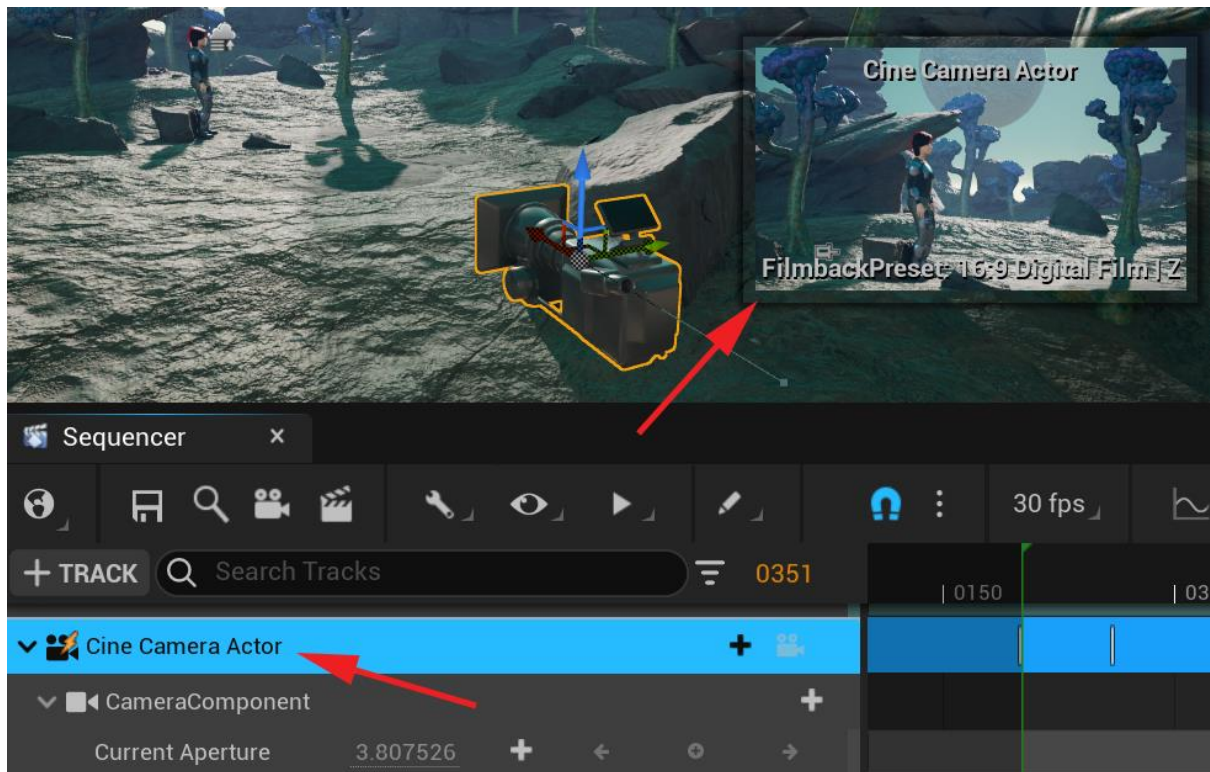 Cine Camera Actor
FilmbackPreset: 16:9 Digital Film | Z
Sequencer
30 fps
TRACK
Search Tracks
0351
0150
03
Cine Camera Actor
CameraComponent
Current Aperture 3.807526